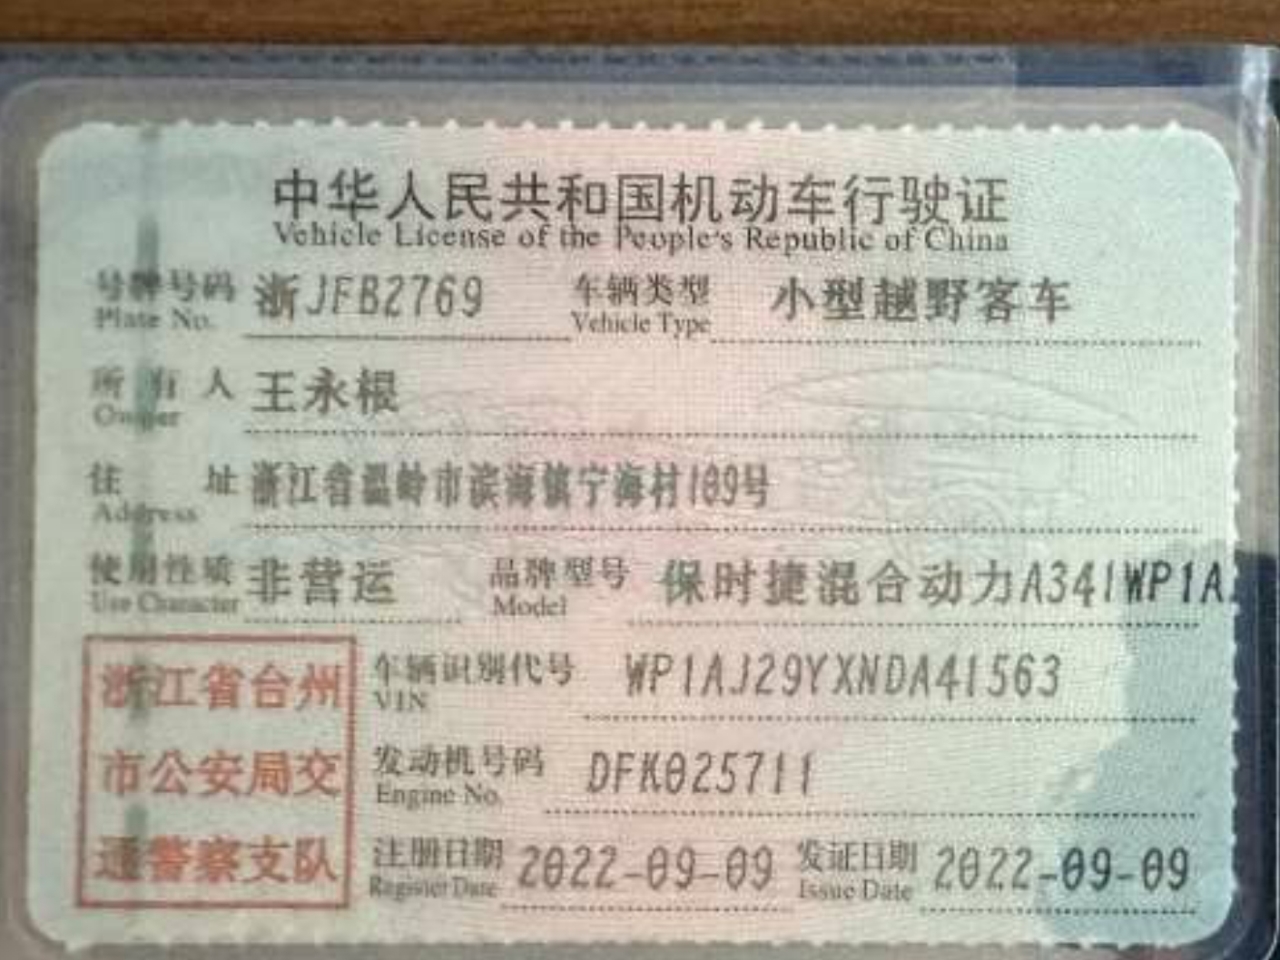 中华人民共和国机动车行驶证
Vehicle License of the People's Republic of China
号牌号码 浙JFB2769 车辆类型 小型越野客车
Plate No. Vehicle Type
所有人 王永根
Owner
住址 浙江省温岭市滨海镇宁海村189号
Address
使用性质 非营运 品牌型号 保时捷混合动力A341WP1A
Use Character Model
浙江省台州
市公安局交
通警察支队
车辆识别代号 WP1AJ29YXNDA41563
VIN
发动机号码 DFK025711
Engine No.
注册日期 2022-09-09 发证日期 2022-09-09
Register Date Issue Date